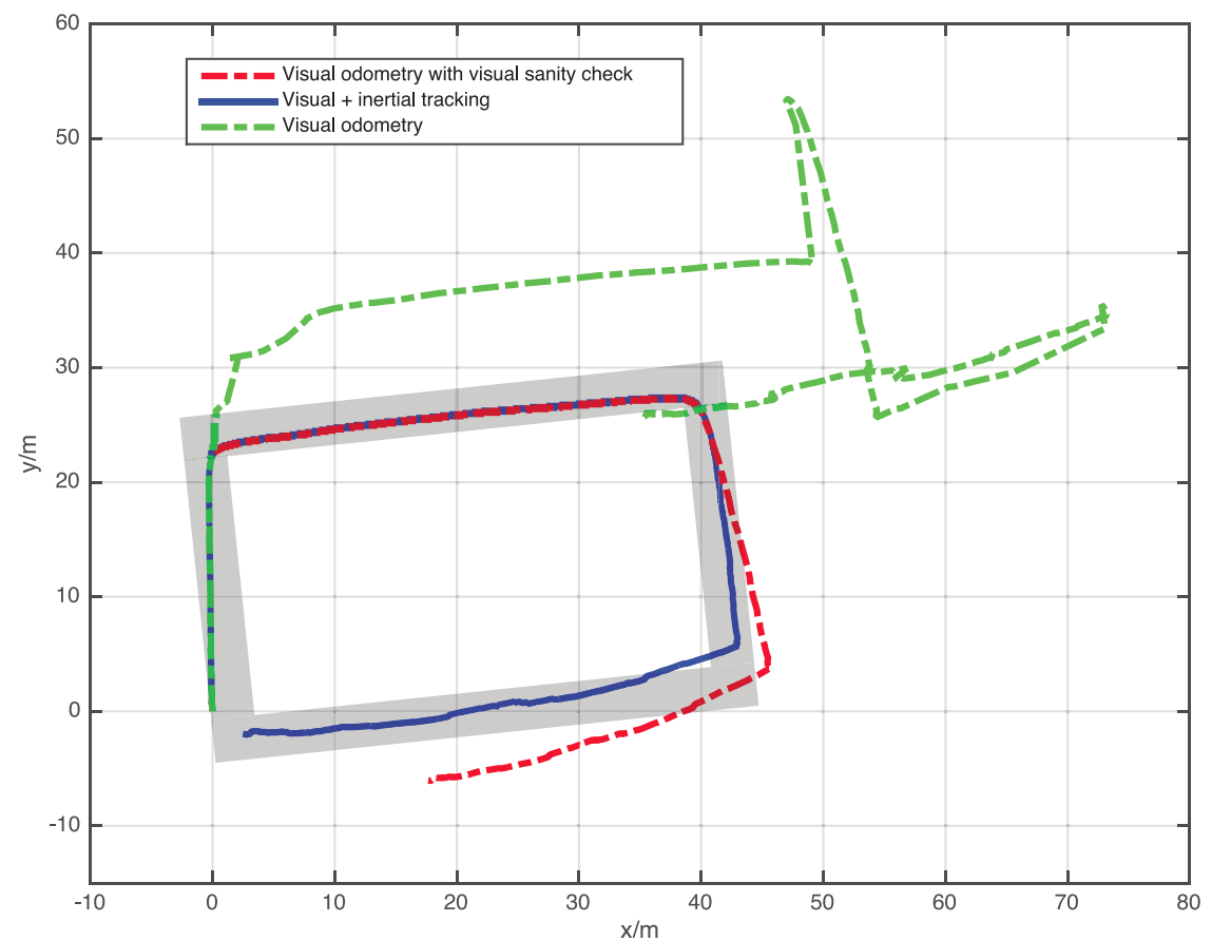 60
50
40
30
20
10
0
-10
y/m
Visual odometry with visual sanity check
Visual + inertial tracking
Visual odometry
-10 0 10 20 30 40 50 60 70 80
x/m